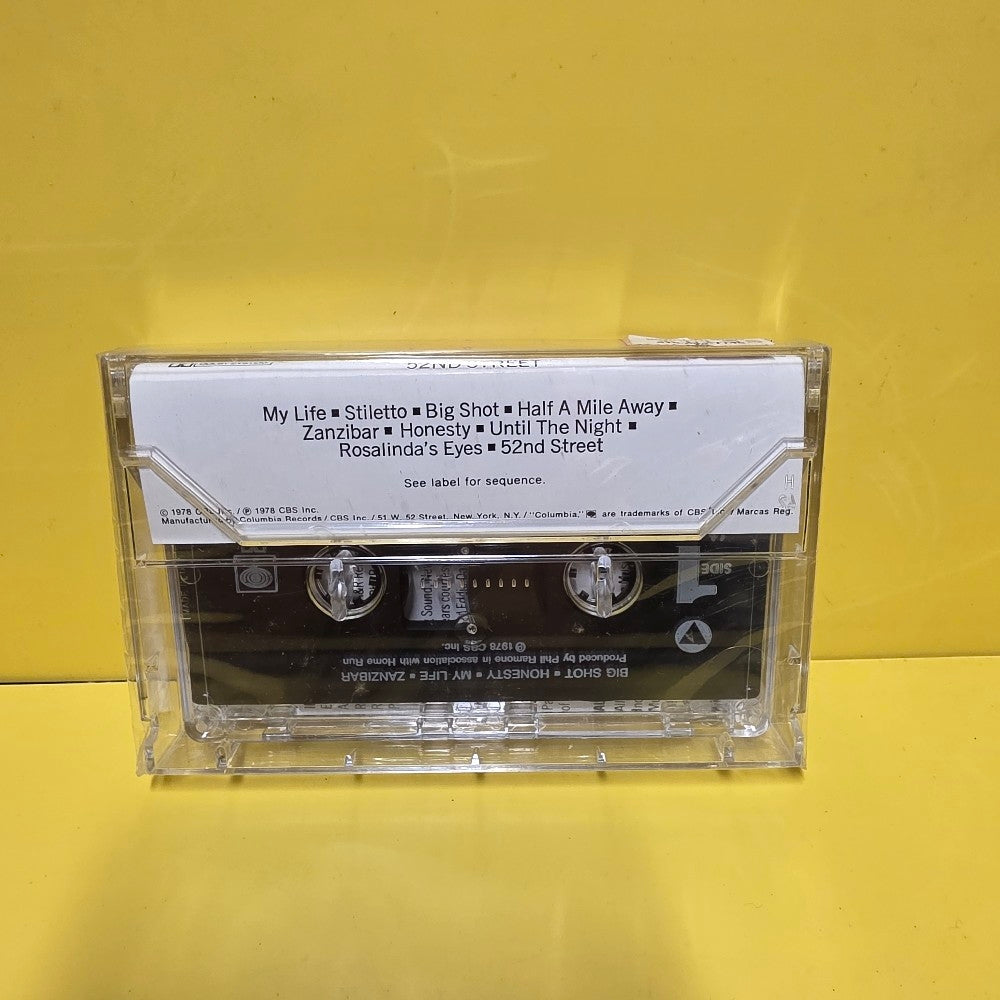 52ND STREET
My Life ■ Stiletto ■ Big Shot ■ Half A Mile Away ■
Zanzibar ■ Honesty ■ Until The Night ■
Rosalinda's Eyes ■ 52nd Street
See label for sequence.
© 1978 CBS Inc. / ℗ 1978 CBS Inc.
Manufactured by Columbia Records / CBS Inc. / 51 W. 52 Street, New York, N.Y. / "Columbia," are trademarks of CBS Inc. / Marcas Reg.
SIDE
1
BIG SHOT ■ HONESTY ■ MY LIFE ■ ZANZIBAR
Produced by Phil Ramone in association with Home Run
℗ 1978 CBS Inc.